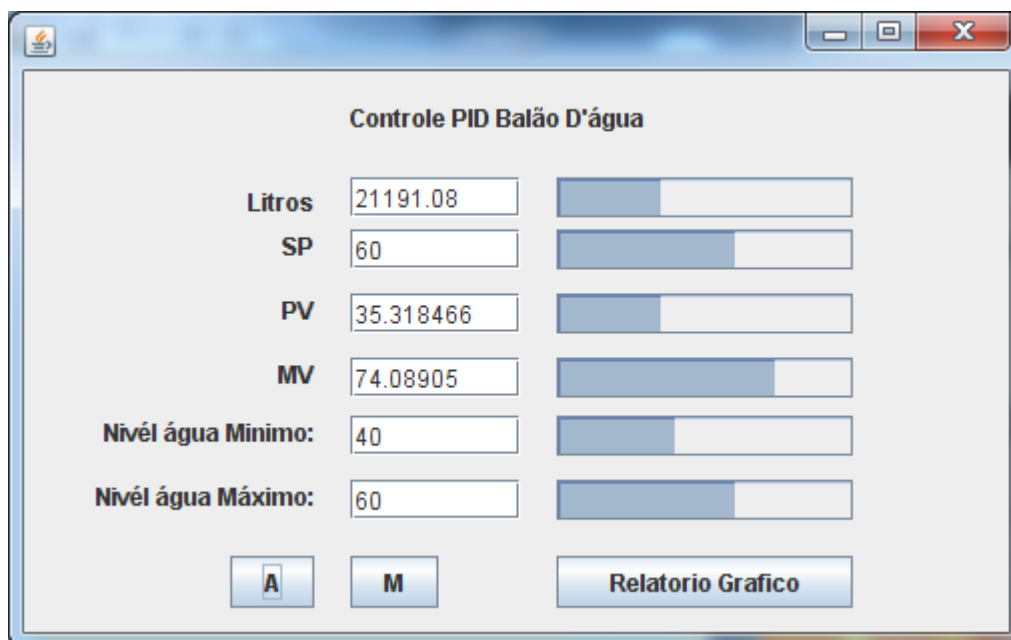 Controle PID Balão D'água
Litros 21191.08
SP 60
PV 35.318466
MV 74.08905
Nivél água Minimo: 40
Nivél água Máximo: 60
A M Relatorio Grafico